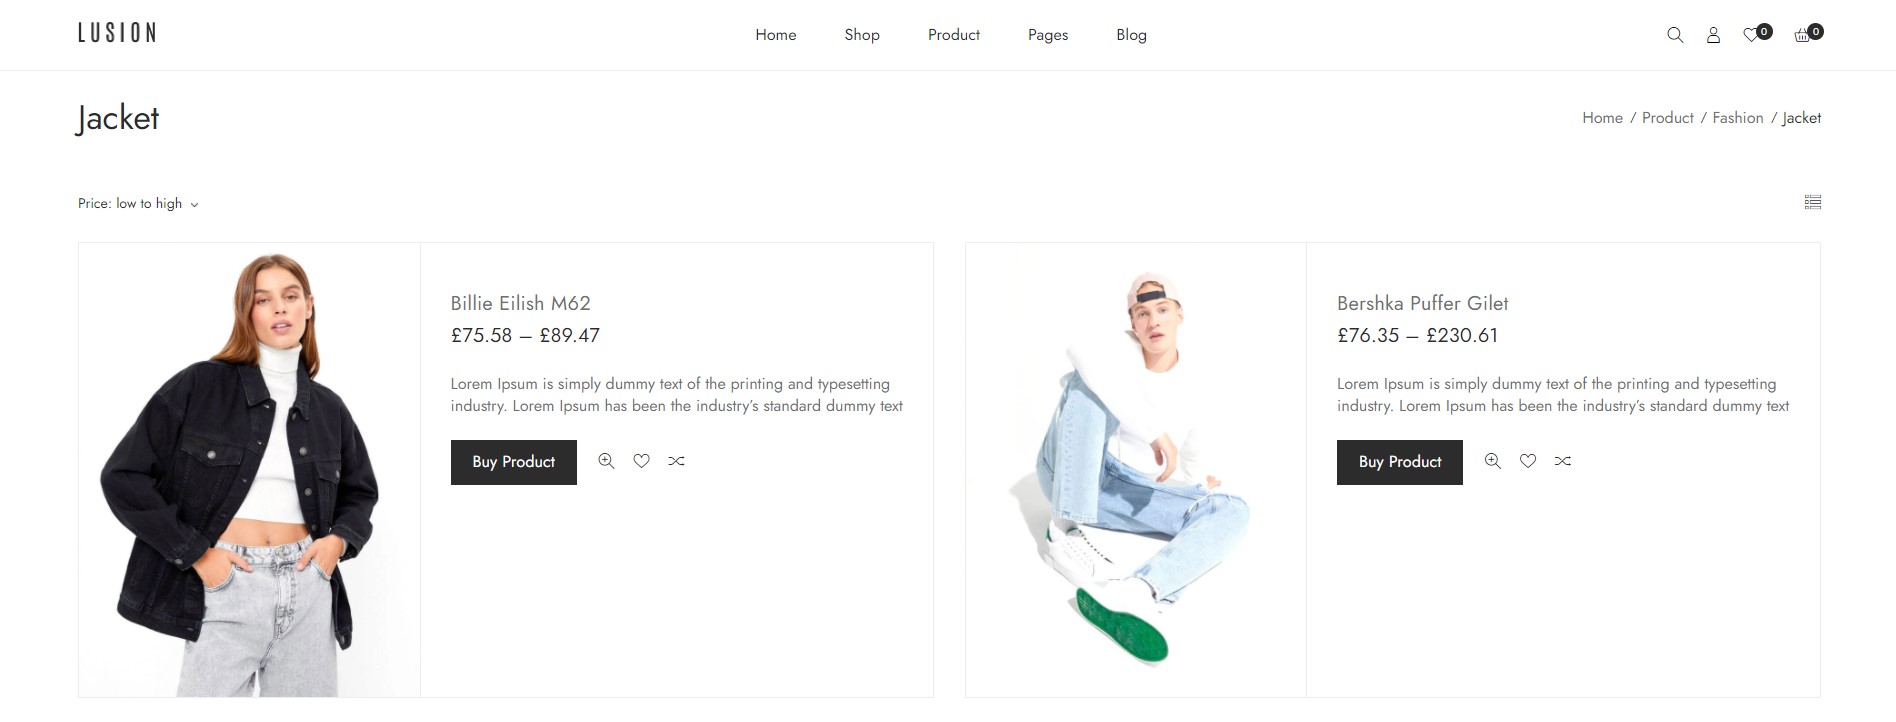 LUSION
Home Shop Product Pages Blog
0 0
Jacket
Home / Product / Fashion / Jacket
Price: low to high
Billie Eilish M62
£75.58 – £89.47
Lorem Ipsum is simply dummy text of the printing and typesetting
industry. Lorem Ipsum has been the industry’s standard dummy text
Buy Product
Bershka Puffer Gilet
£76.35 – £230.61
Lorem Ipsum is simply dummy text of the printing and typesetting
industry. Lorem Ipsum has been the industry’s standard dummy text
Buy Product